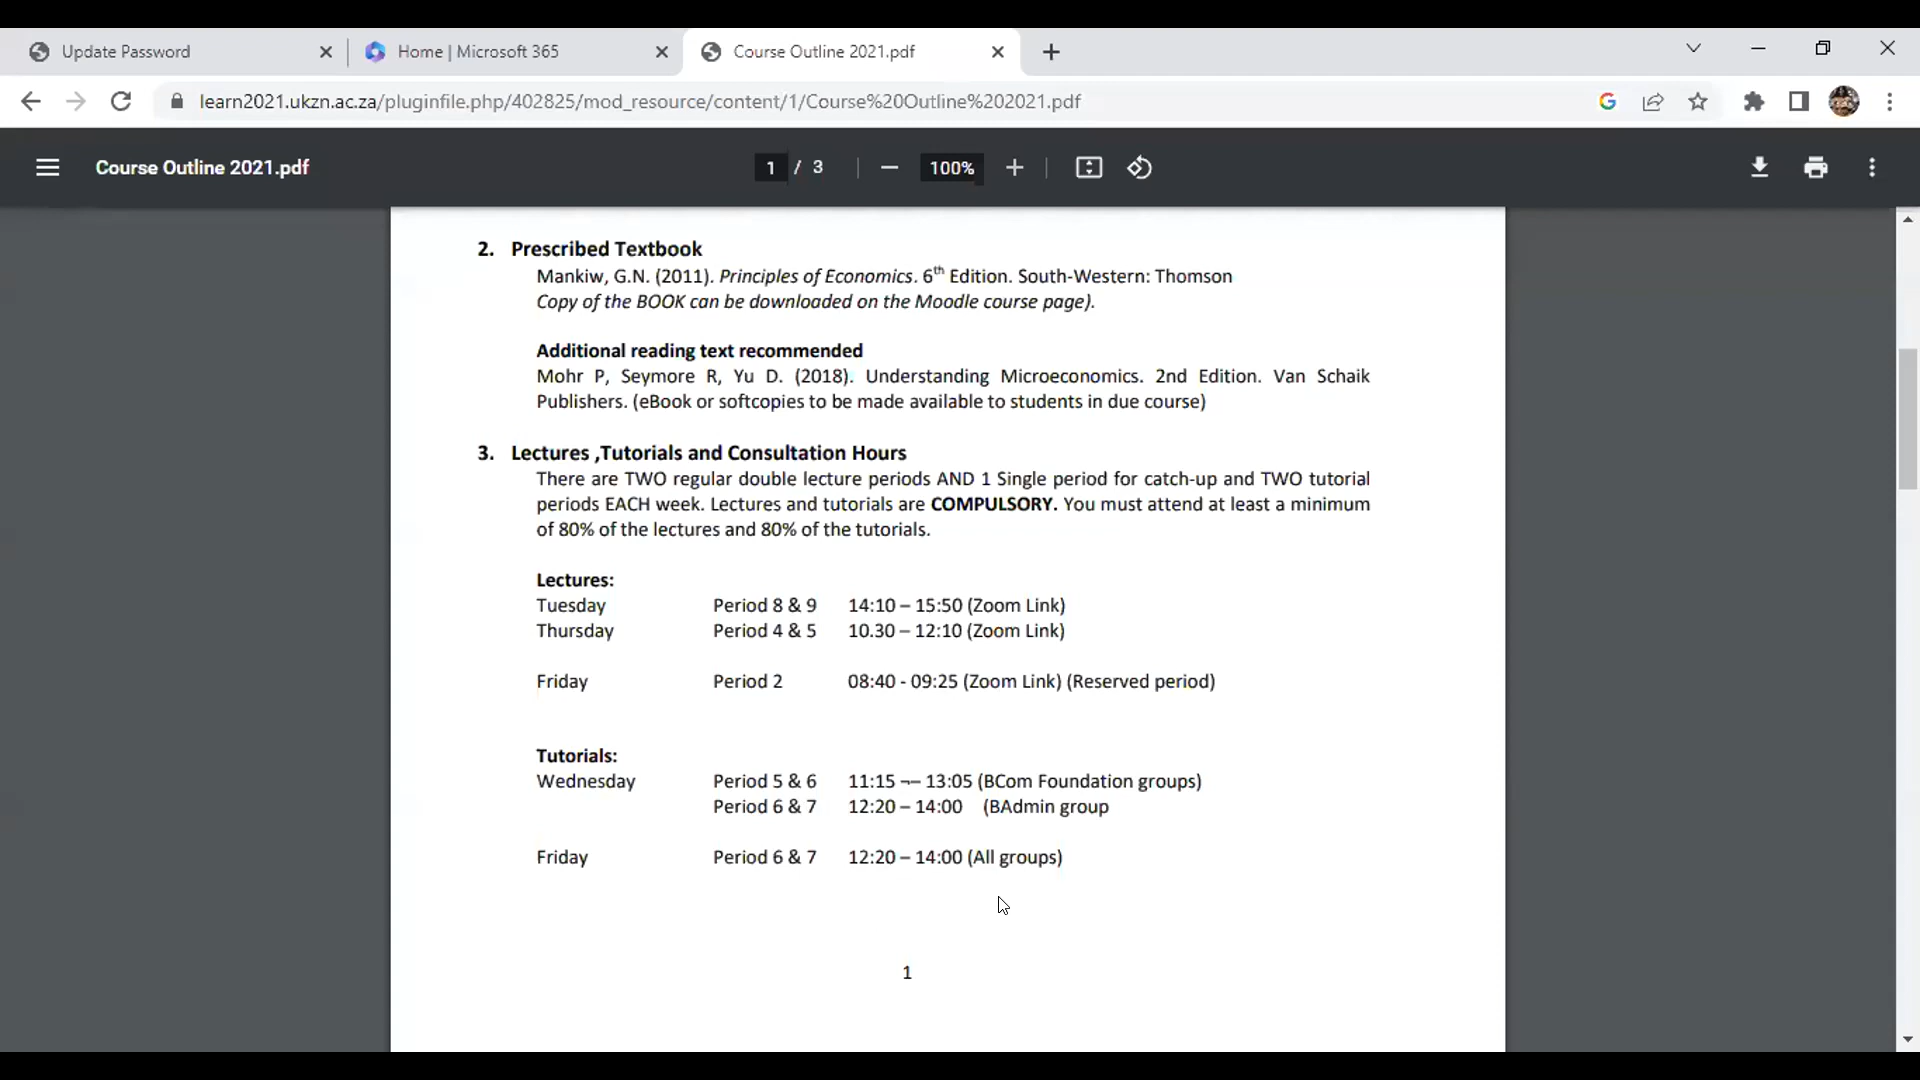 Update Password
Home | Microsoft 365
Course Outline 2021.pdf
learn2021.ukzn.ac.za/pluginfile.php/402825/mod_resource/content/1/Course%20Outline%202021.pdf
Course Outline 2021.pdf
1 / 3
100%
2. Prescribed Textbook
Mankiw, G.N. (2011). Principles of Economics. 6th Edition. South-Western: Thomson
Copy of the BOOK can be downloaded on the Moodle course page).
Additional reading text recommended
Mohr P, Seymore R, Yu D. (2018). Understanding Microeconomics. 2nd Edition. Van Schaik
Publishers. (eBook or softcopies to be made available to students in due course)
3. Lectures ,Tutorials and Consultation Hours
There are TWO regular double lecture periods AND 1 Single period for catch-up and TWO tutorial
periods EACH week. Lectures and tutorials are COMPULSORY. You must attend at least a minimum
of 80% of the lectures and 80% of the tutorials.
Lectures:
Tuesday Period 8 & 9 14:10 – 15:50 (Zoom Link)
Thursday Period 4 & 5 10.30 – 12:10 (Zoom Link)
Friday Period 2 08:40 - 09:25 (Zoom Link) (Reserved period)
Tutorials:
Wednesday Period 5 & 6 11:15 ¬– 13:05 (BCom Foundation groups)
Period 6 & 7 12:20 – 14:00 (BAdmin group
Friday Period 6 & 7 12:20 – 14:00 (All groups)
1